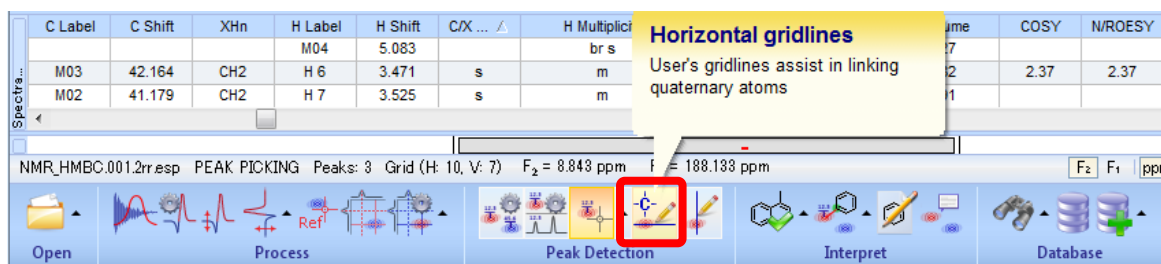 C Label C Shift XHn H Label H Shift C/X ... H Multiplici ume COSY N/ROESY
M04 5.083 br s 27
M03 42.164 CH2 H 6 3.471 s m 32 2.37 2.37
M02 41.179 CH2 H 7 3.525 s m 91
Spectra...
Horizontal gridlines
User's gridlines assist in linking
quaternary atoms
NMR_HMBC.001.2rr.esp PEAK PICKING Peaks: 3 Grid (H: 10, V: 7) F2 = 8.843 ppm = 188.133 ppm F2 F1 ppm
Ref
-C-
Open Process Peak Detection Interpret Database